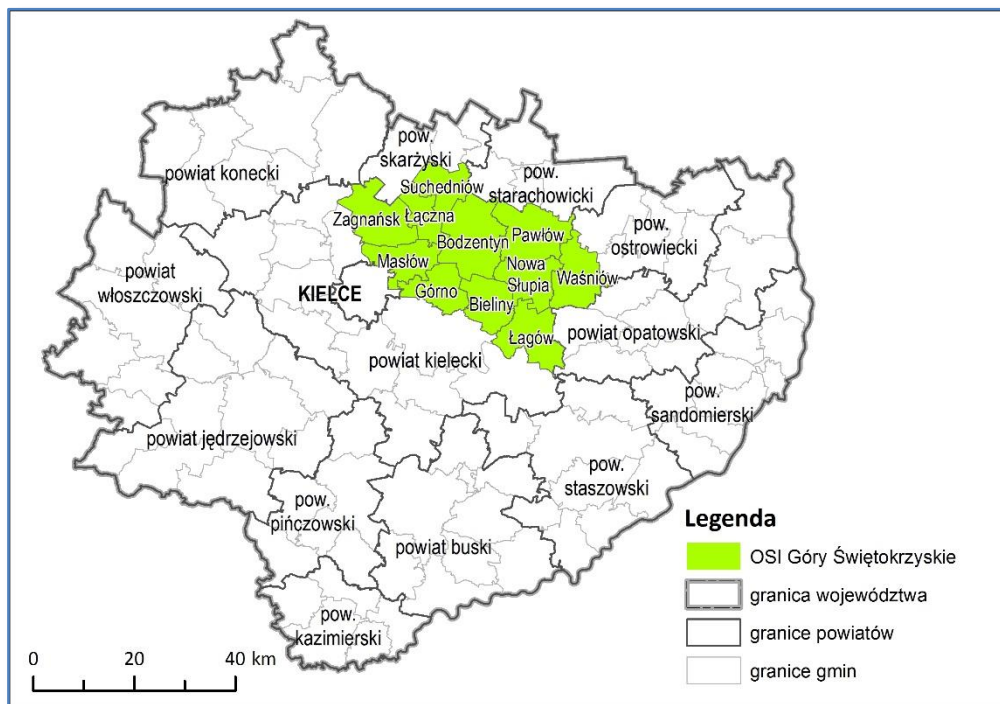 powiat konecki
pow.
skarżyski
pow.
starachowicki
Suchedniów
Zagnańsk
Łączna
Bodzentyn
Pawłów
pow.
ostrowiecki
Masłów
Nowa
Słupia
Waśniów
powiat
włoszczowski
KIELCE
Górno
Bieliny
Łagów
powiat opatowski
powiat kielecki
pow.
sandomierski
powiat jędrzejowski
pow.
staszowski
pow.
pińczowski
powiat buski
pow.
kazimierski
Legenda
OSI Góry Świętokrzyskie
granica województwa
granice powiatów
granice gmin
0 20 40 km